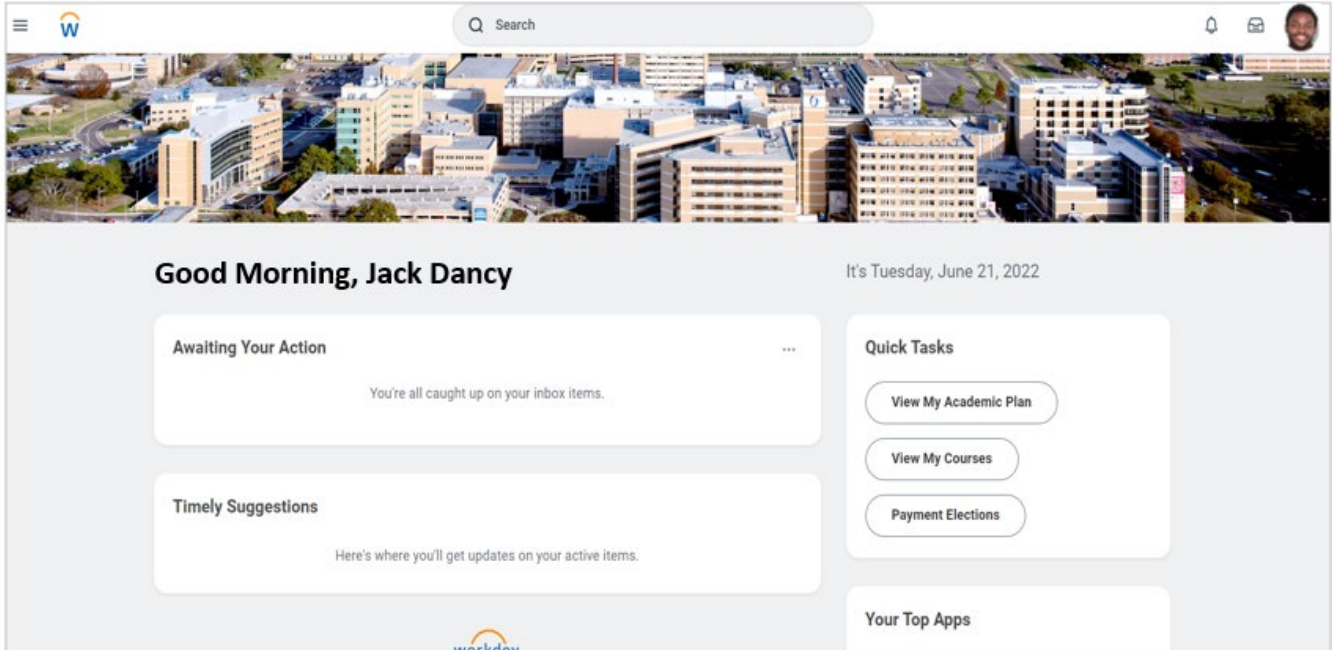 W
Search
Good Morning, Jack Dancy
It's Tuesday, June 21, 2022
Awaiting Your Action
You're all caught up on your inbox items.
Timely Suggestions
Here's where you'll get updates on your active items.
workday
Quick Tasks
View My Academic Plan
View My Courses
Payment Elections
Your Top Apps